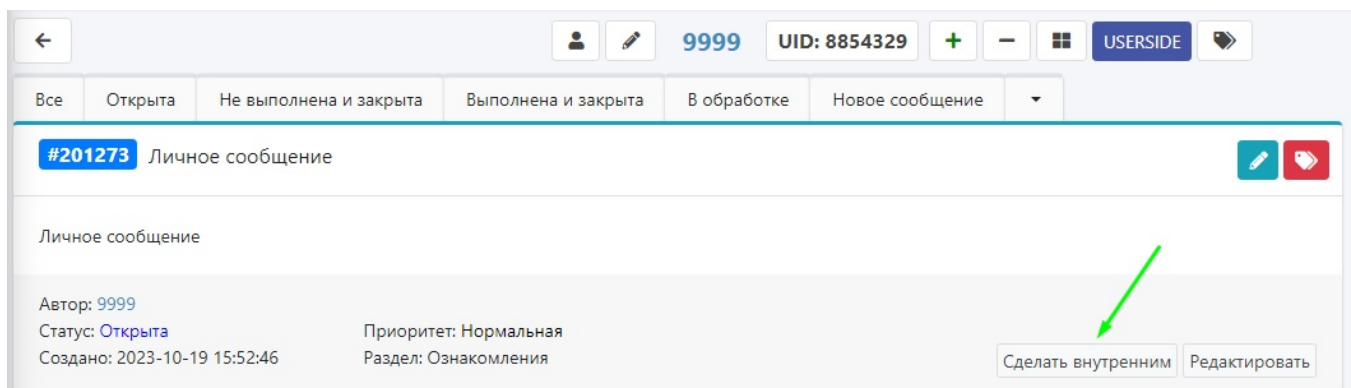 9999 UID: 8854329 + − USERSIDE
Все Открыта Не выполнена и закрыта Выполнена и закрыта В обработке Новое сообщение
#201273 Личное сообщение
Личное сообщение
Автор: 9999
Статус: Открыта Приоритет: Нормальная
Создано: 2023-10-19 15:52:46 Раздел: Ознакомления
Сделать внутренним Редактировать